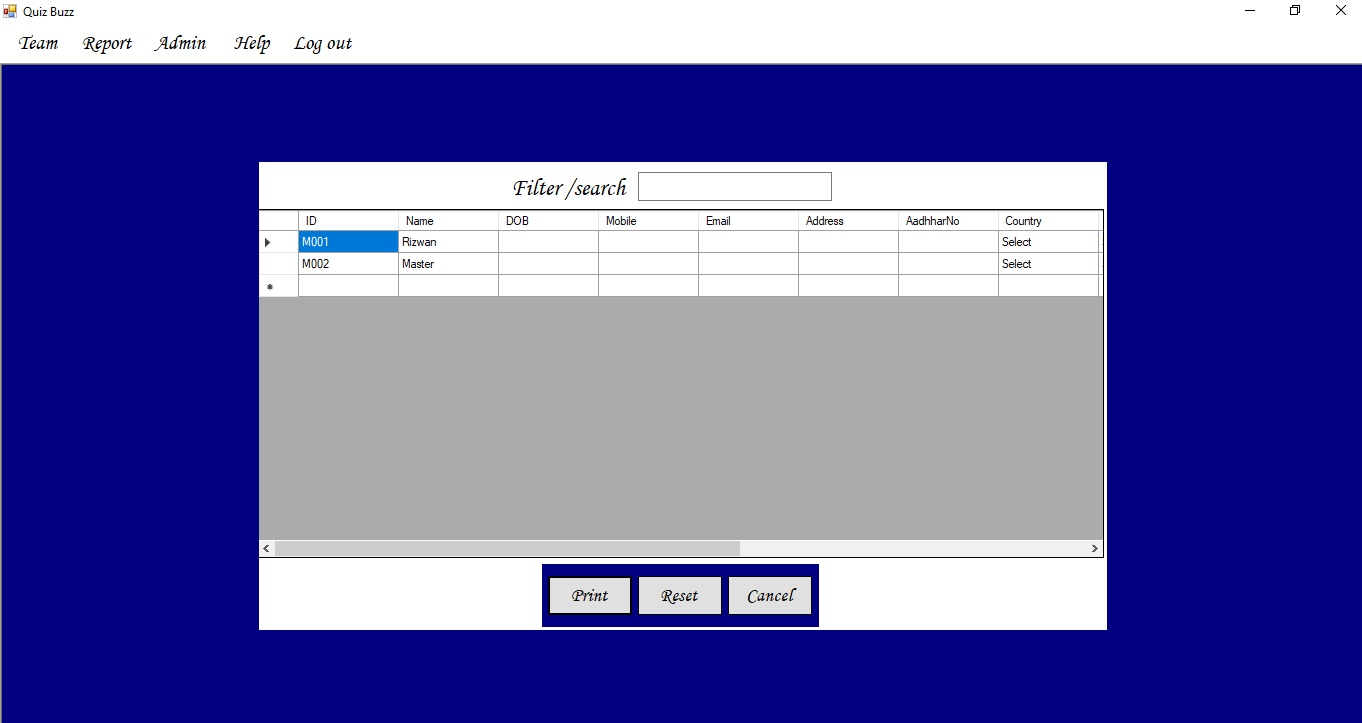 Quiz Buzz
Team Report Admin Help Log out
Filter /search
ID Name DOB Mobile Email Address AadhharNo Country
M001 Rizwan Select
M002 Master Select
Print Reset Cancel